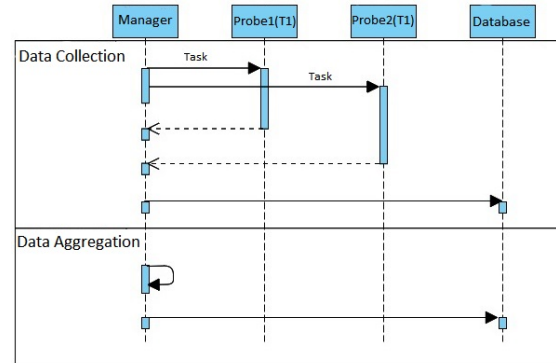 Manager
Probe1(T1)
Probe2(T1)
Database
Data Collection
Task
Task
Data Aggregation